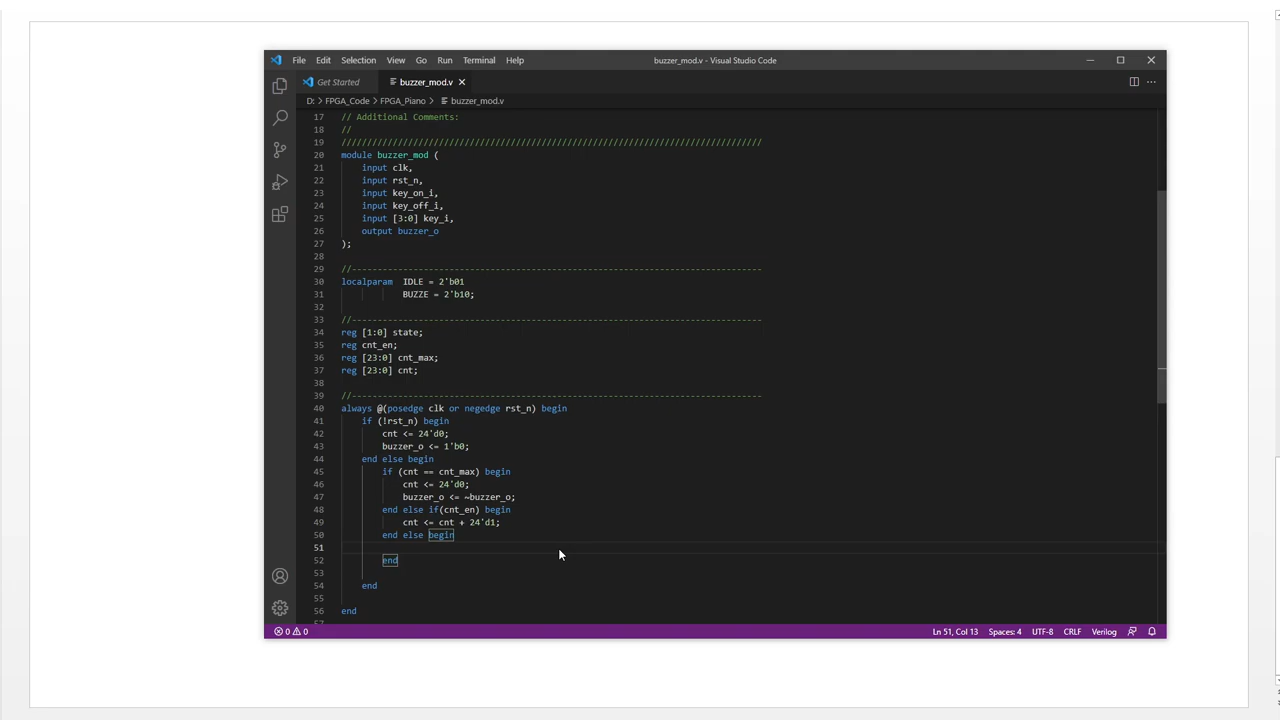 File Edit Selection View Go Run Terminal Help buzzer_mod.v - Visual Studio Code
Get Started buzzer_mod.v
D: > FPGA_Code > FPGA_Piano > buzzer_mod.v
17 // Additional Comments:
18 //
19 //////////////////////////////////////////////////////////////////////////////////
20 module buzzer_mod (
21 input clk,
22 input rst_n,
23 input key_on_i,
24 input key_off_i,
25 input [3:0] key_i,
26 output buzzer_o
27 );
28
29 //--------------------------------------------------------------------------------
30 localparam IDLE = 2'b01
31 BUZZE = 2'b10;
32
33 //--------------------------------------------------------------------------------
34 reg [1:0] state;
35 reg cnt_en;
36 reg [23:0] cnt_max;
37 reg [23:0] cnt;
38
39 //--------------------------------------------------------------------------------
40 always @(posedge clk or negedge rst_n) begin
41 if (!rst_n) begin
42 cnt <= 24'd0;
43 buzzer_o <= 1'b0;
44 end else begin
45 if (cnt == cnt_max) begin
46 cnt <= 24'd0;
47 buzzer_o <= ~buzzer_o;
48 end else if(cnt_en) begin
49 cnt <= cnt + 24'd1;
50 end else begin
51
52 end
53
54 end
55
56 end
57
0 0 Ln 51, Col 13 Spaces: 4 UTF-8 CRLF Verilog